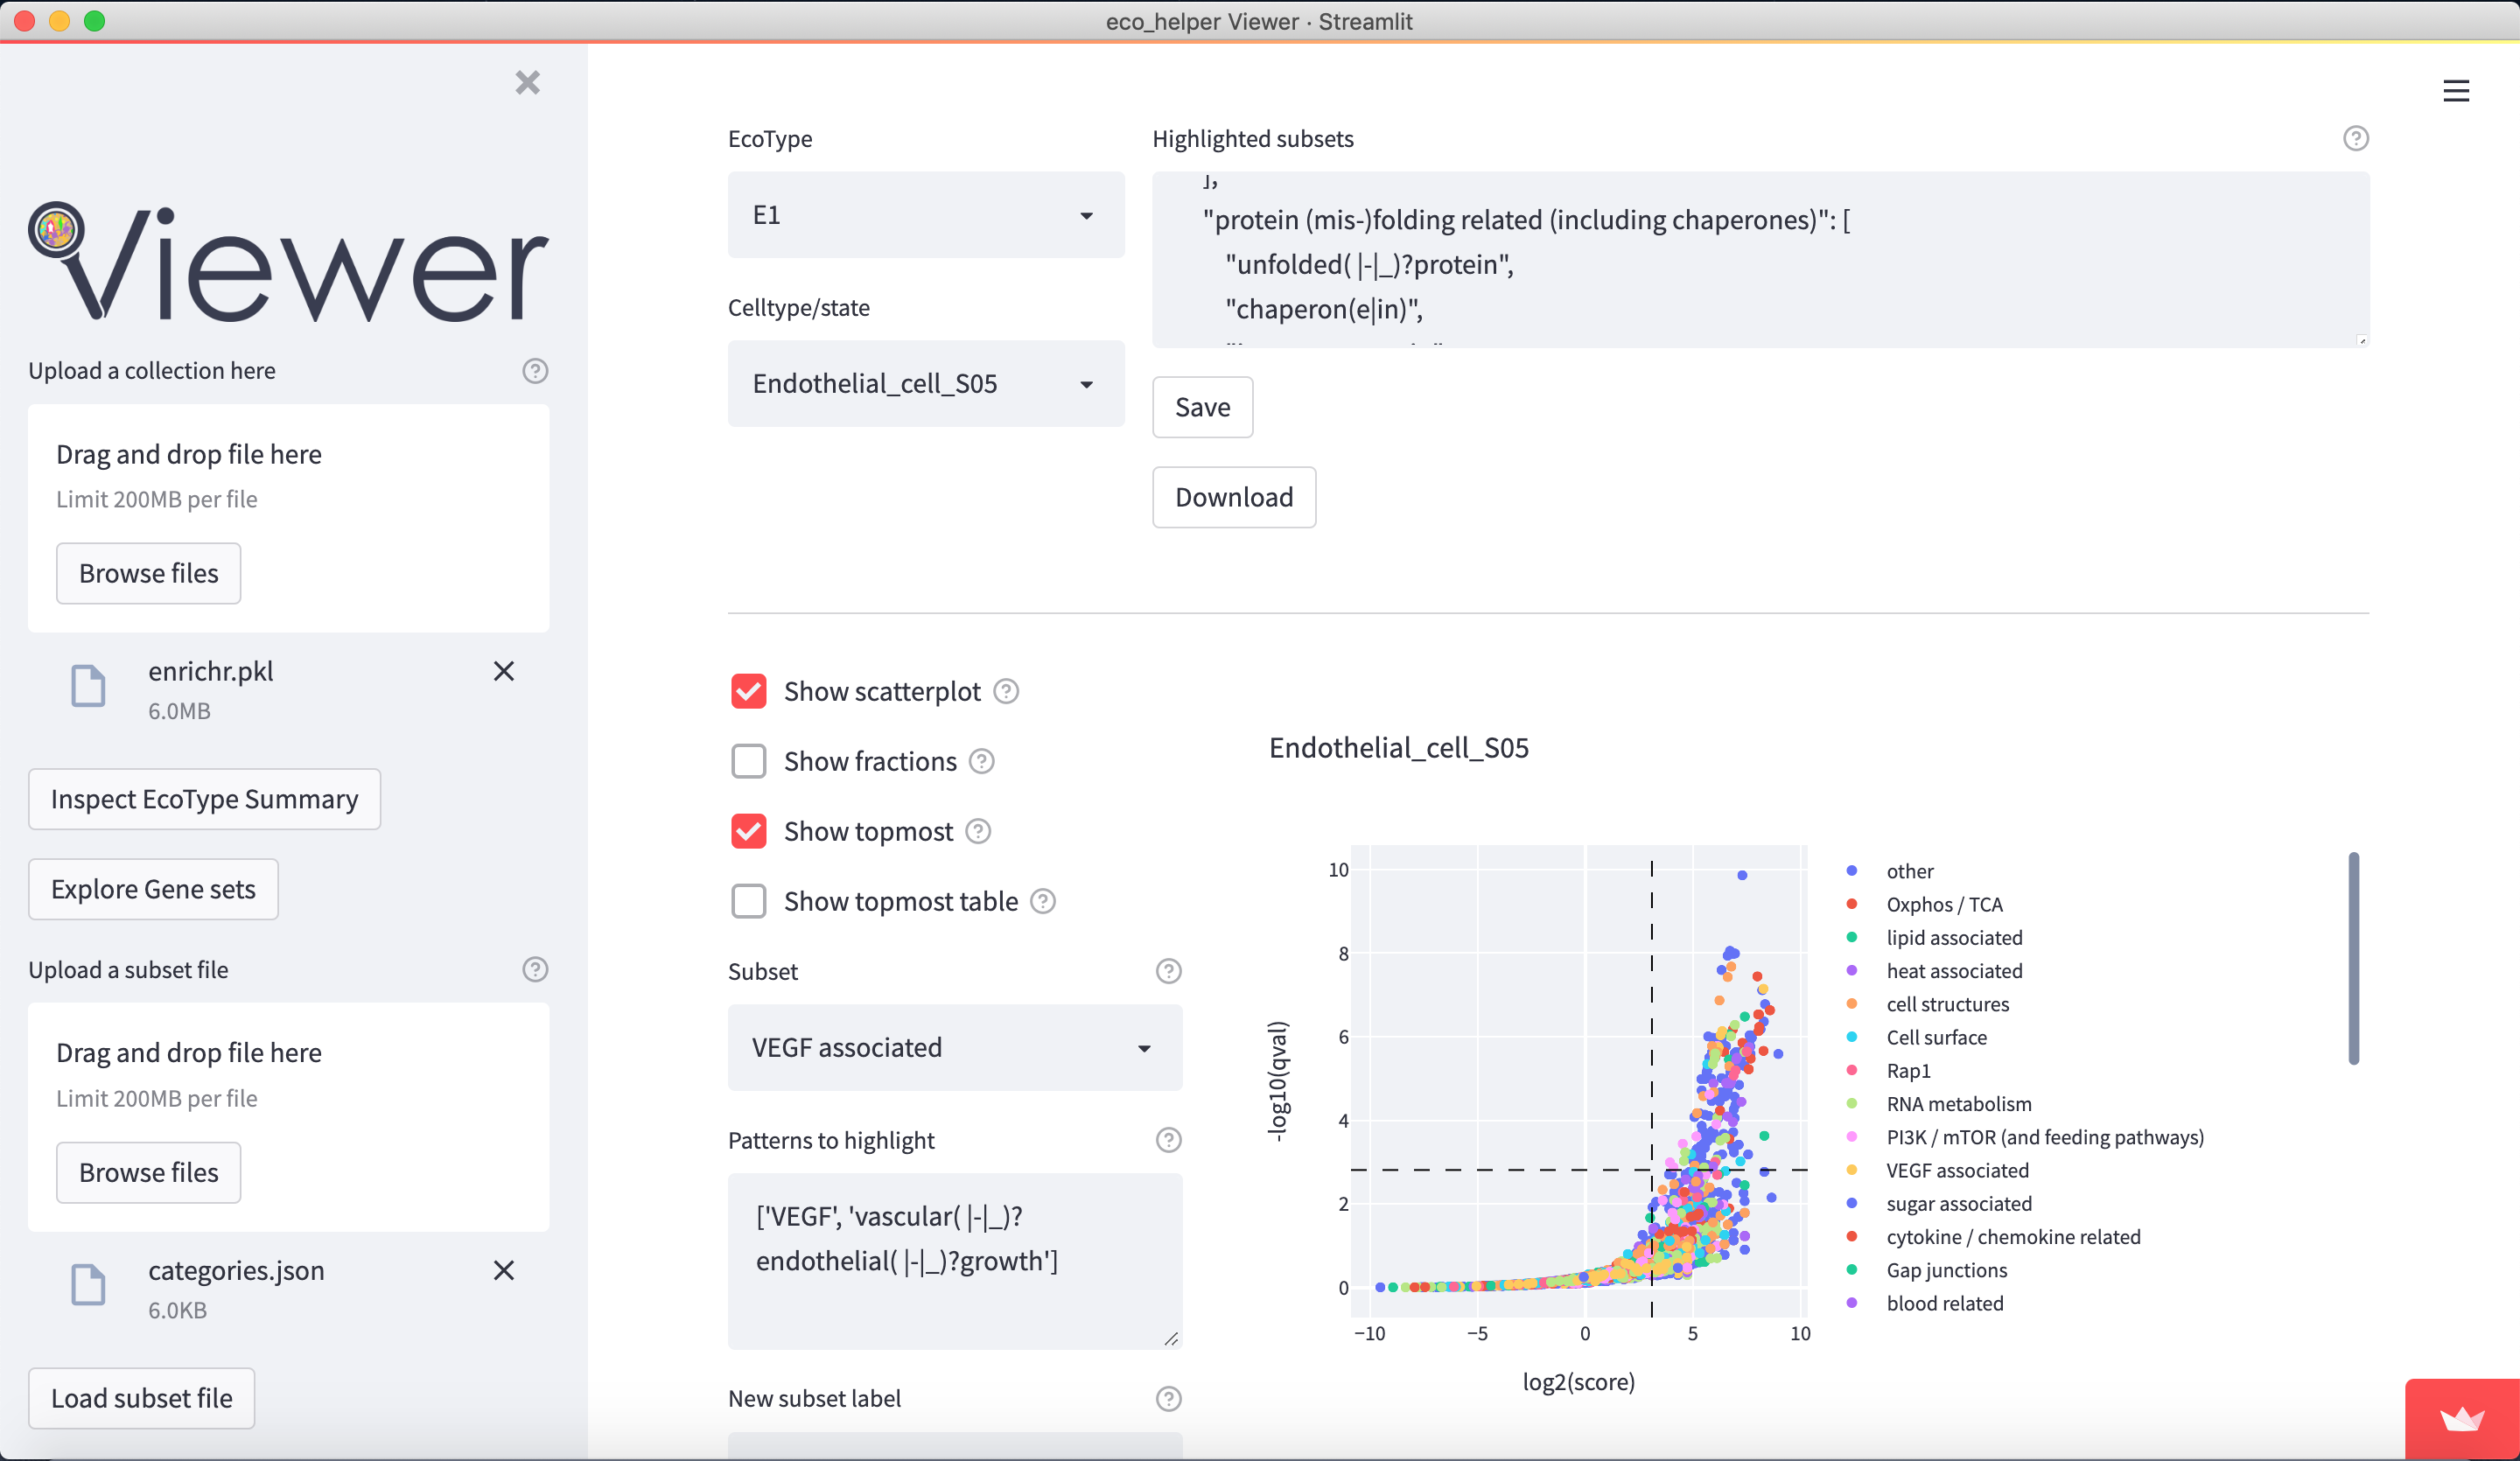 eco_helper Viewer · Streamlit
Viewer
Upload a collection here
Drag and drop file here
Limit 200MB per file
Browse files
enrichr.pkl
6.0MB
Inspect EcoType Summary
Explore Gene sets
Upload a subset file
Drag and drop file here
Limit 200MB per file
Browse files
categories.json
6.0KB
Load subset file
EcoType
E1
Celltype/state
Endothelial_cell_S05
Highlighted subsets
],
"protein (mis-)folding related (including chaperones)": [
"unfolded( |-|_)?protein",
"chaperon(e|in)",
Save
Download
Show scatterplot
Show fractions
Show topmost
Show topmost table
Subset
VEGF associated
Patterns to highlight
['VEGF', 'vascular( |-|_)?
endothelial( |-|_)?growth']
New subset label
Endothelial_cell_S05
10
8
6
4
2
0
-log10(qval)
−10
−5
0
5
10
log2(score)
other
Oxphos / TCA
lipid associated
heat associated
cell structures
Cell surface
Rap1
RNA metabolism
PI3K / mTOR (and feeding pathways)
VEGF associated
sugar associated
cytokine / chemokine related
Gap junctions
blood related